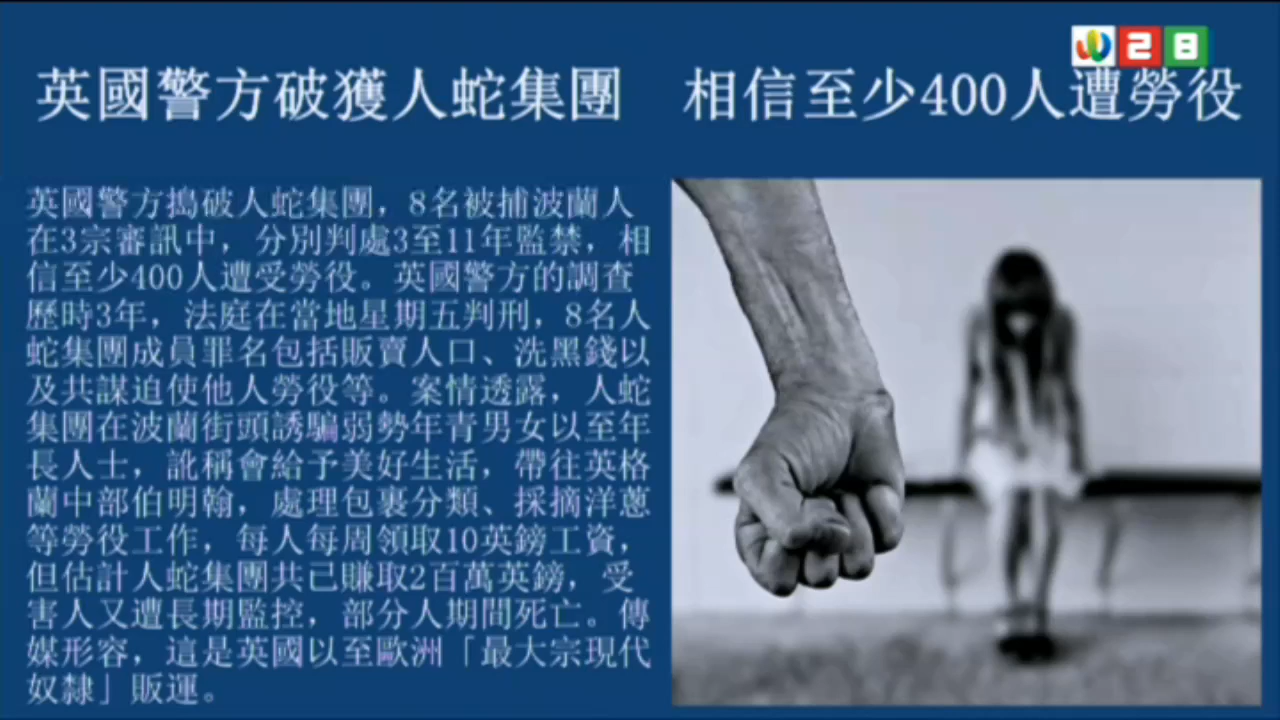 28
英國警方破獲人蛇集團　相信至少400人遭勞役
英國警方搗破人蛇集團，8名被捕波蘭人
在3宗審訊中，分別判處3至11年監禁，相
信至少400人遭受勞役。英國警方的調查
歷時3年，法庭在當地星期五判刑，8名人
蛇集團成員罪名包括販賣人口、洗黑錢以
及共謀迫使他人勞役等。案情透露，人蛇
集團在波蘭街頭誘騙弱勢年青男女以至年
長人士，訛稱會給予美好生活，帶往英格
蘭中部伯明翰，處理包裹分類、採摘洋蔥
等勞役工作，每人每周領取10英鎊工資，
但估計人蛇集團共已賺取2百萬英鎊，受
害人又遭長期監控，部分人期間死亡。傳
媒形容，這是英國以至歐洲「最大宗現代
奴隸」販運。